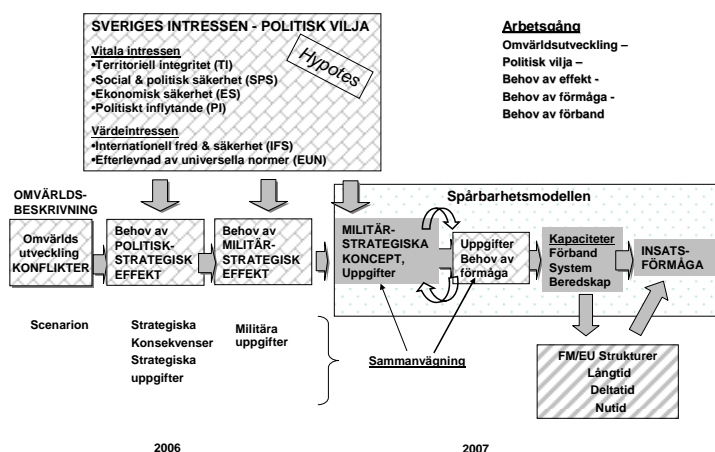 SVERIGES INTRESSEN - POLITISK VILJA
Vitala intressen
•Territoriell integritet (TI)
•Social & politisk säkerhet (SPS)
•Ekonomisk säkerhet (ES)
•Politiskt inflytande (PI)
Värdeintressen
•Internationell fred & säkerhet (IFS)
•Efterlevnad av universella normer (EUN)
Hypotes
Arbetsgång
Omvärldsutveckling –
Politisk vilja –
Behov av effekt -
Behov av förmåga -
Behov av förband
OMVÄRLDS-
BESKRIVNING
Omvärlds
utveckling
KONFLIKTER
Behov av
POLITISK-
STRATEGISK
EFFEKT
Behov av
MILITÄR-
STRATEGISK
EFFEKT
Spårbarhetsmodellen
MILITÄR-
STRATEGISKA
KONCEPT,
Uppgifter
Uppgifter
Behov av
förmåga
Kapaciteter
Förband
System
Beredskap
INSATS-
FÖRMÅGA
Scenarion
Strategiska
Konsekvenser
Strategiska
uppgifter
Militära
uppgifter
Sammanvägning
FM/EU Strukturer
Långtid
Deltatid
Nutid
2006
2007